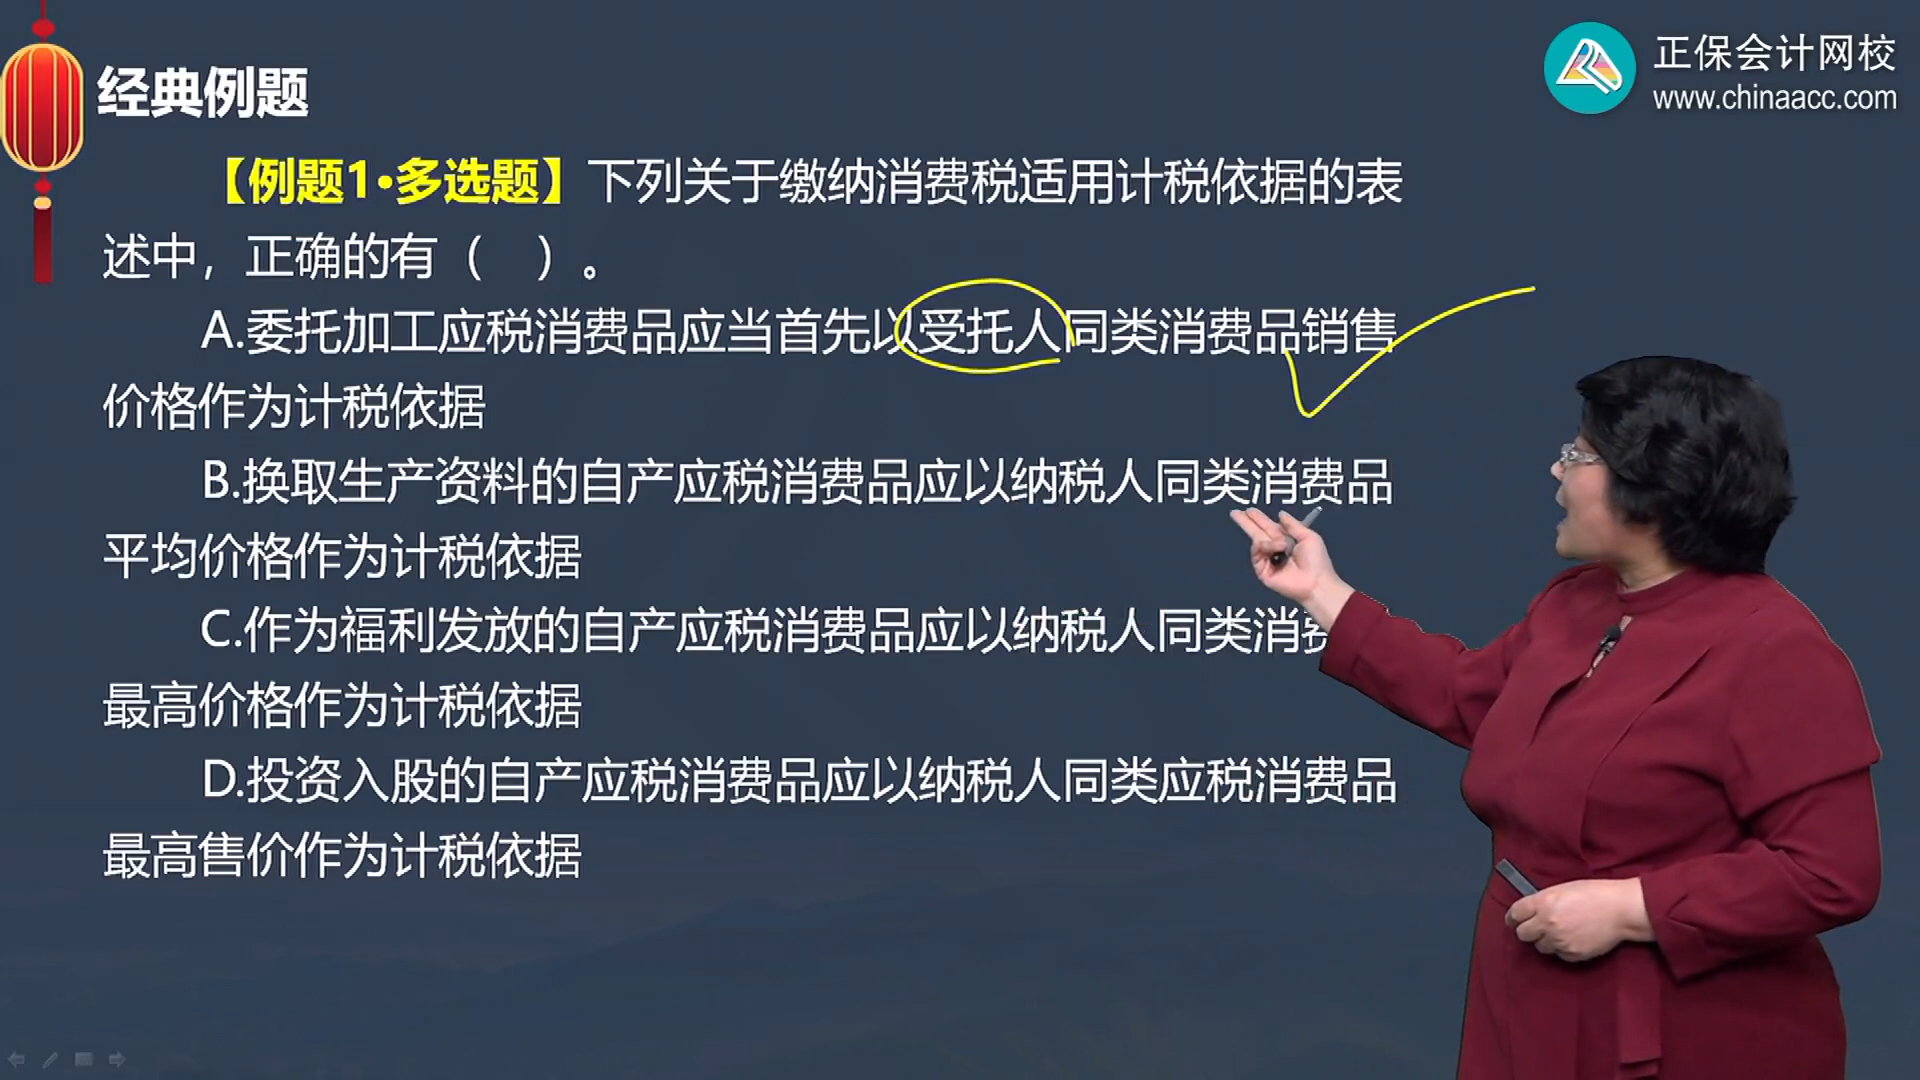 正保会计网校
www.chinaacc.com
经典例题
【例题1•多选题】下列关于缴纳消费税适用计税依据的表
述中，正确的有（ ）。
A.委托加工应税消费品应当首先以受托人同类消费品销售
价格作为计税依据
B.换取生产资料的自产应税消费品应以纳税人同类消费品
平均价格作为计税依据
C.作为福利发放的自产应税消费品应以纳税人同类消费
最高价格作为计税依据
D.投资入股的自产应税消费品应以纳税人同类应税消费品
最高售价作为计税依据